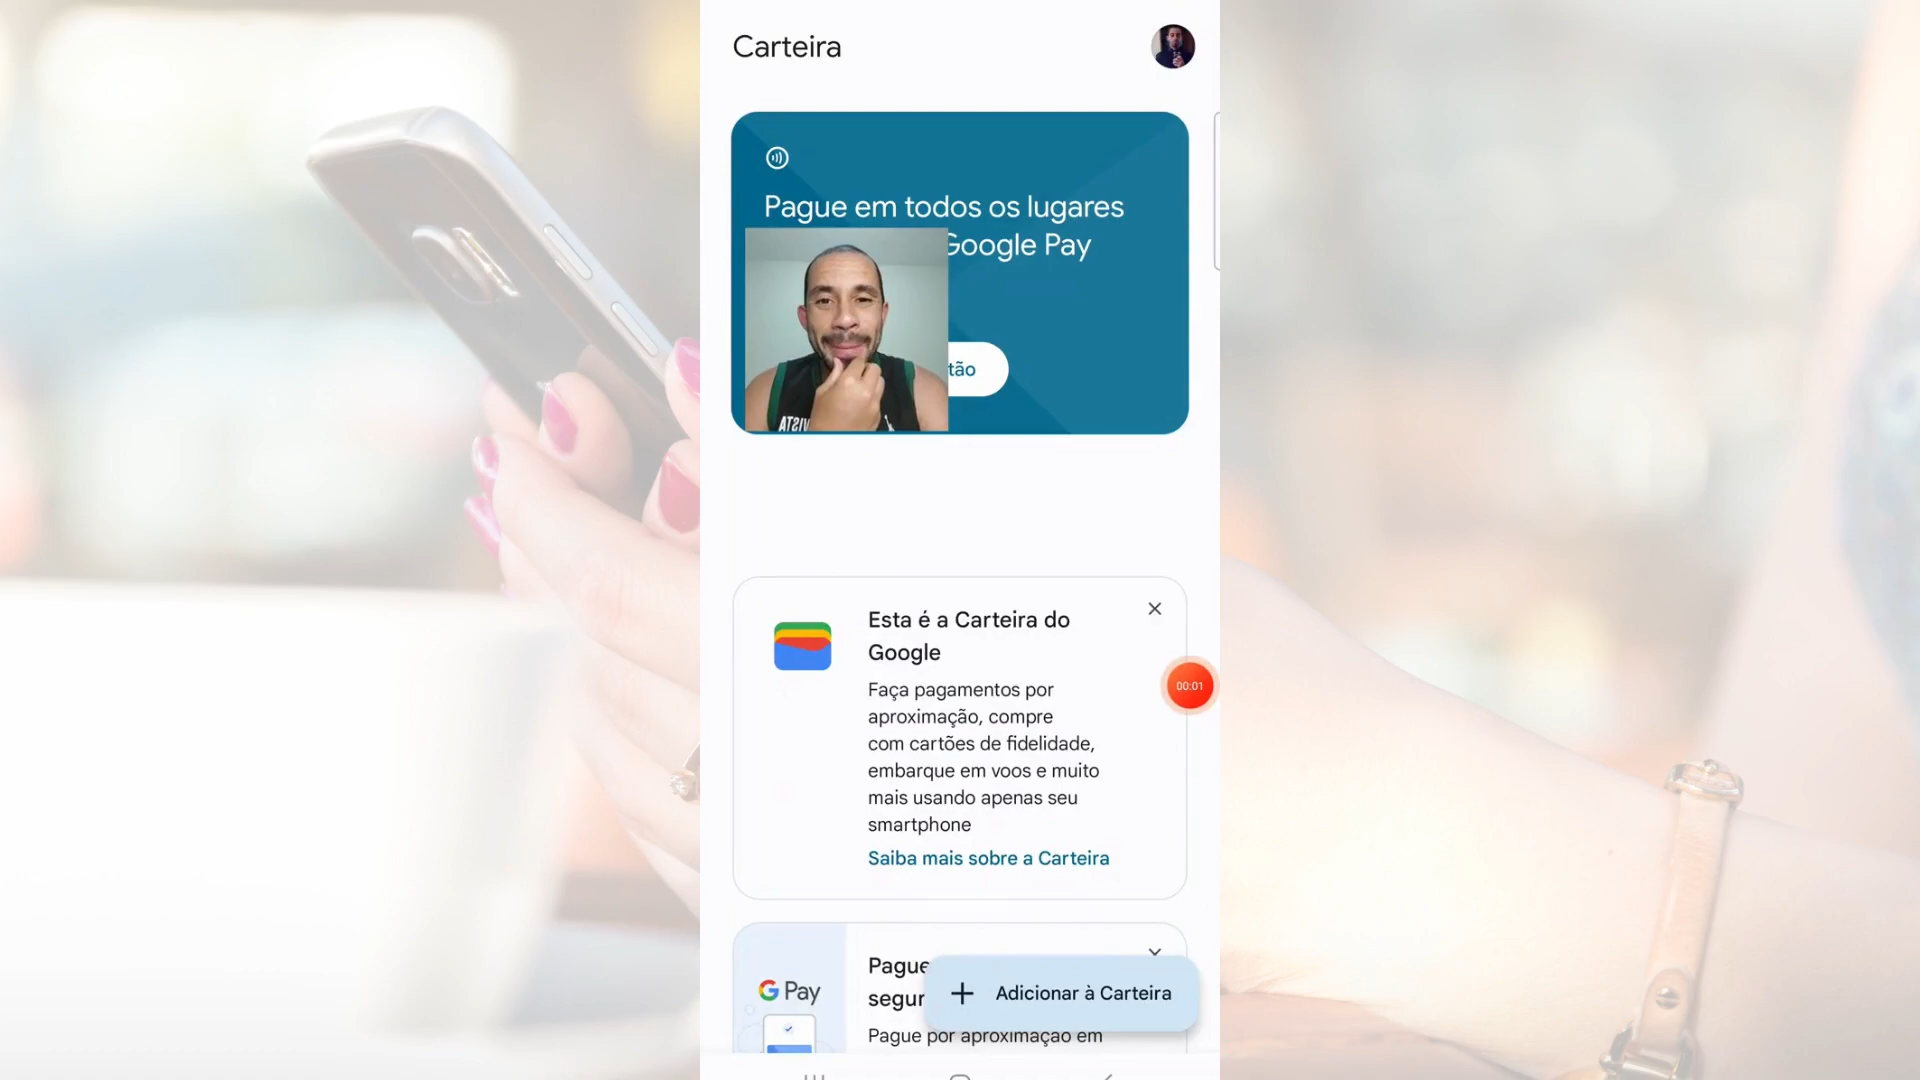 Carteira
Pague em todos os lugares
Google Pay
tão
Esta é a Carteira do
Google
Faça pagamentos por
aproximação, compre
com cartões de fidelidade,
embarque em voos e muito
mais usando apenas seu
smartphone
Saiba mais sobre a Carteira
00:01
G Pay
Pague
segur
Adicionar à Carteira
Pague por aproximação em